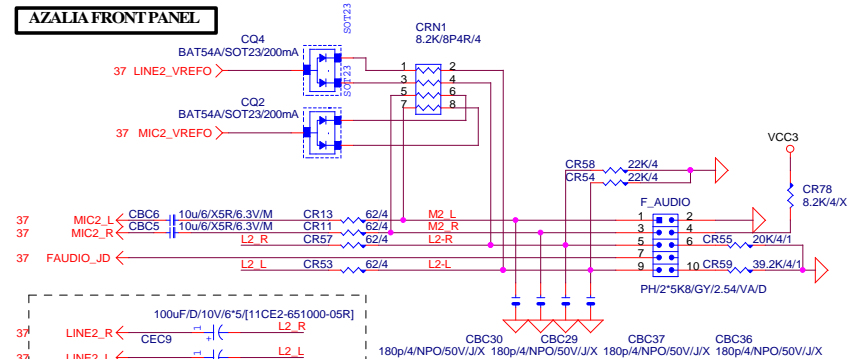 AZALIA FRONT PANEL
SOT23
CQ4
BAT54A/SOT23/200mA
CRN1
8.2K/8P4R/4
37 LINE2_VREFO
1 2
3 4
5 6
7 8
SOT23
CQ2
BAT54A/SOT23/200mA
37 MIC2_VREFO
VCC3
CR58 22K/4
CR54 22K/4
CR78
8.2K/4/X
F_AUDIO
37 MIC2_L CBC6 10u/6/X5R/6.3V/M CR13 62/4 M2_L 1 2
37 MIC2_R CBC5 10u/6/X5R/6.3V/M CR11 62/4 M2_R 3 4
L2_R CR57 62/4 L2-R 5 6 CR55 20K/4/1
37 FAUDIO_JD 7
L2_L CR53 62/4 L2-L 9 10 CR59 39.2K/4/1
PH/2*5K8/GY/2.54/VA/D
100uF/D/10V/6*5/[11CE2-651000-05R]
37 LINE2_R 1 + L2_R
CEC9
37 LINE2_L 1 L2_L
CBC30 CBC29 CBC37 CBC36
180p/4/NPO/50V/J/X 180p/4/NPO/50V/J/X 180p/4/NPO/50V/J/X 180p/4/NPO/50V/J/X